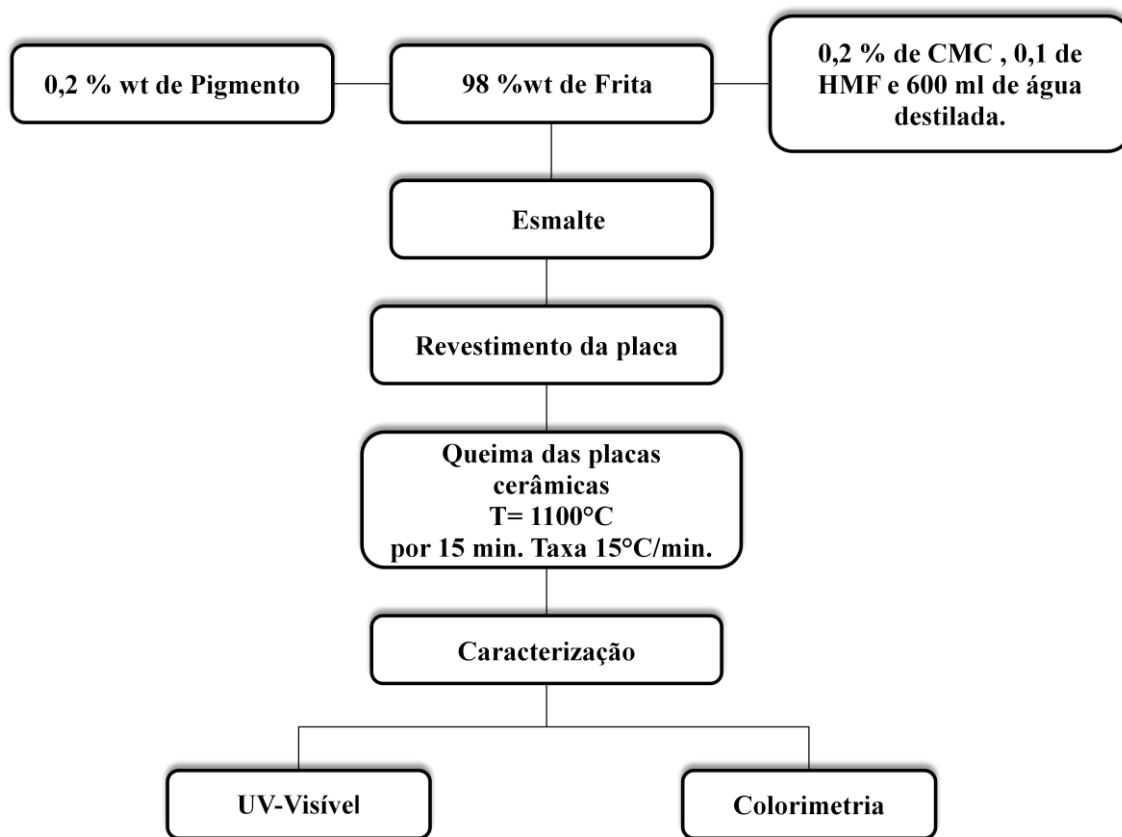 0,2 % wt de Pigmento
98 %wt de Frita
0,2 % de CMC , 0,1 de
HMF e 600 ml de água
destilada.
Esmalte
Revestimento da placa
Queima das placas
cerâmicas
T= 1100°C
por 15 min. Taxa 15°C/min.
Caracterização
UV-Visível
Colorimetria